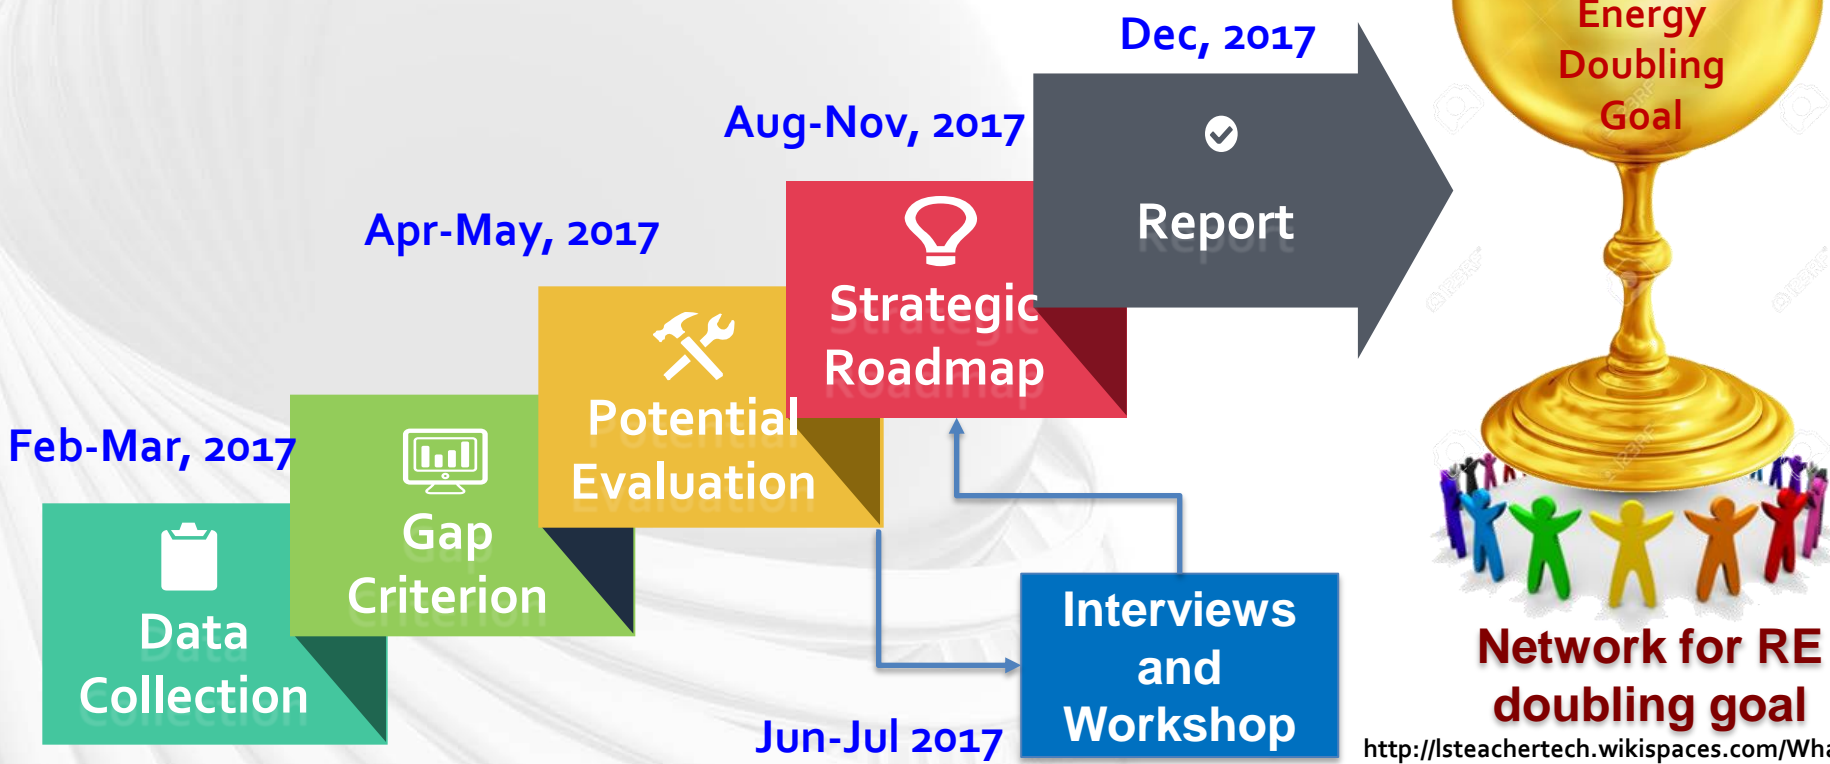 Dec, 2017
Energy
Doubling
Goal
Aug-Nov, 2017
Report
Apr-May, 2017
Strategic
Roadmap
Feb-Mar, 2017
Potential
Evaluation
Gap
Criterion
Data
Collection
Interviews
and
Workshop
Jun-Jul 2017
Network for RE
doubling goal
http://lsteachertech.wikispaces.com/Wha